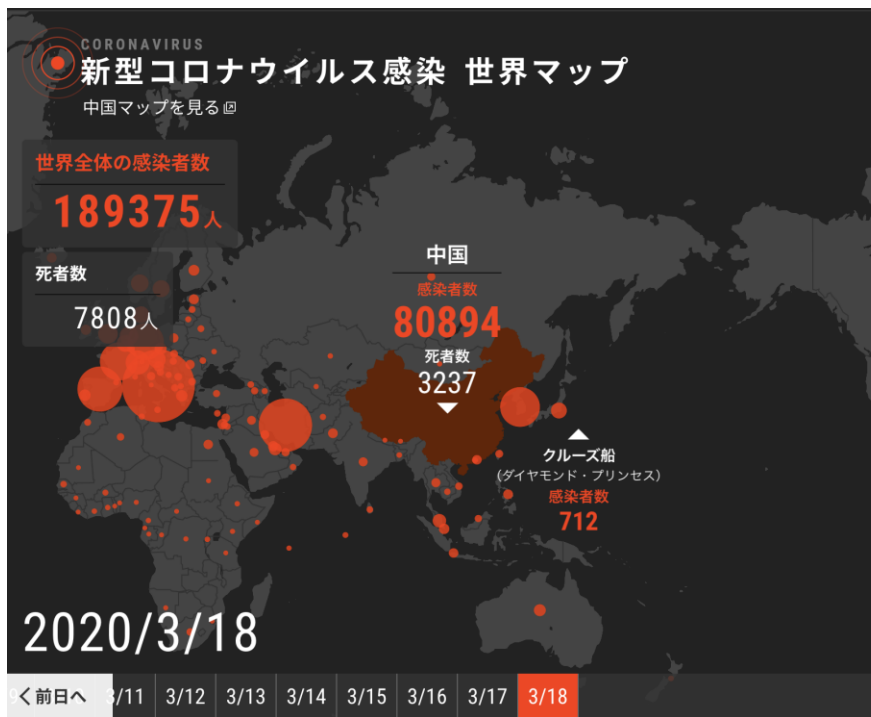 CORONAVIRUS
新型コロナウイルス感染 世界マップ
中国マップを見る
世界全体の感染者数
189375人
死者数
7808人
中国
感染者数
80894
死者数
3237
クルーズ船
(ダイヤモンド・プリンセス)
感染者数
712
2020/3/18
前日へ 3/11 3/12 3/13 3/14 3/15 3/16 3/17 3/18